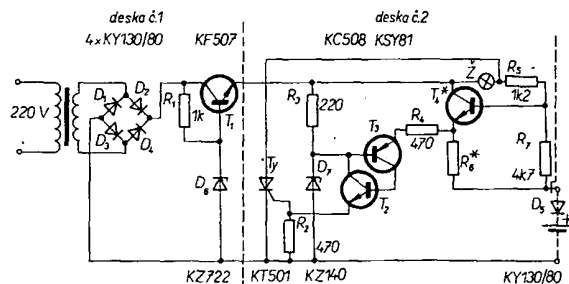 deska č.1
deska č.2
4×KY130/80
KF507
KC508 KSY81
220 V
D1
D2
D3
D4
R1
1k
T1
D6
R3
220
Ty
D7
R2
470
T3
T2
R4
470
T4*
Ž
R5
1k2
R6*
R7
4k7
D5
+
KZ722
KT501
KZ140
KY130/80